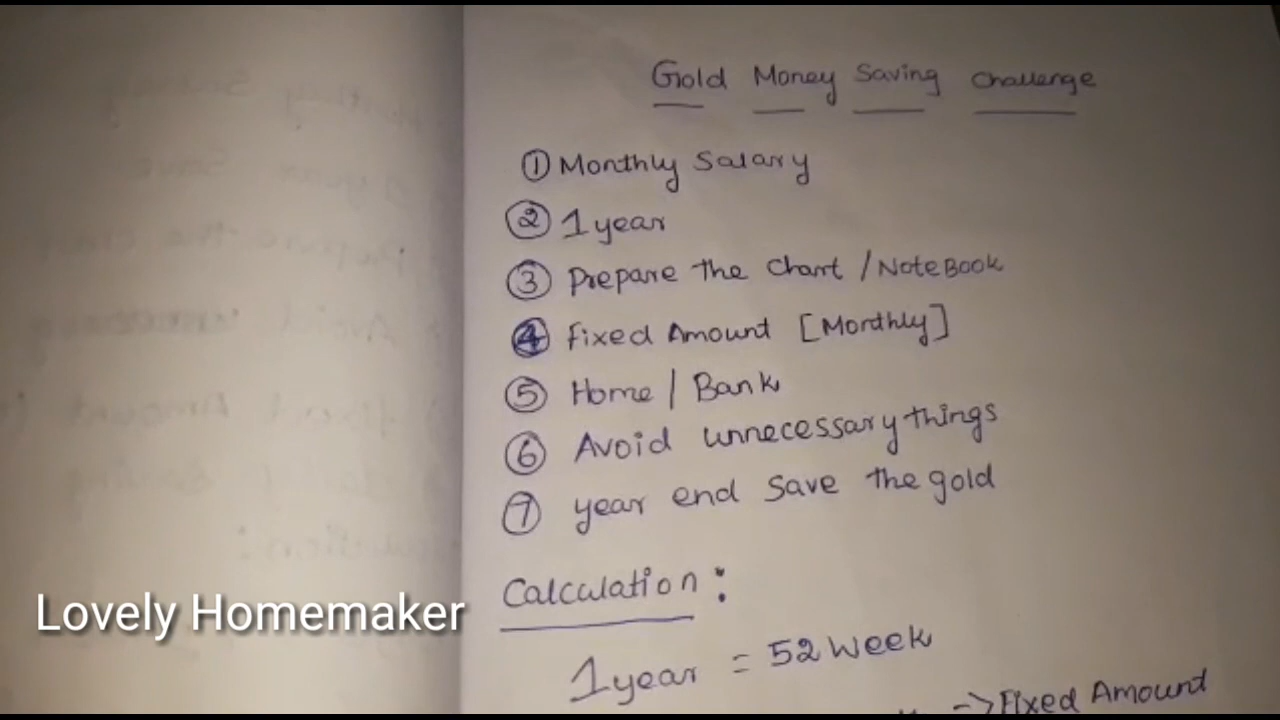 Gold Money Saving Challenge
① Monthly Salary
② 1 year
③ Prepare the Chart / NoteBook
④ Fixed Amount [Monthly]
⑤ Home / Bank
⑥ Avoid unnecessary things
⑦ year end Save the gold
Calculation :
1 year = 52 Week
-> Fixed Amount
Lovely Homemaker